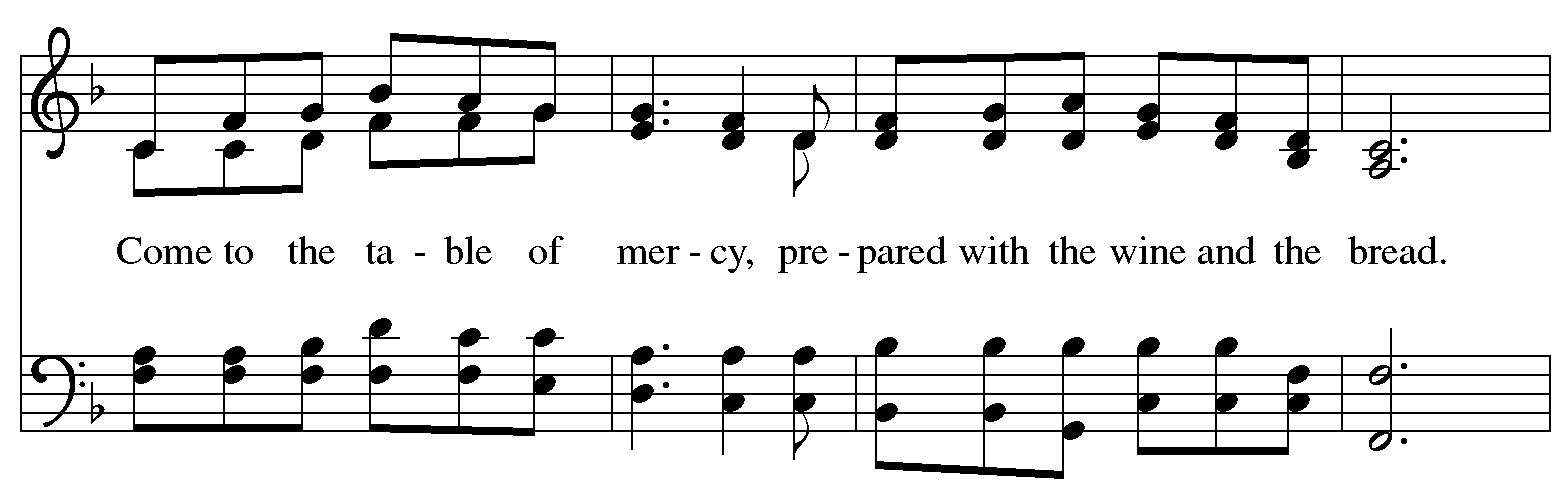 Come to the ta - ble of mer - cy, pre - pared with the wine and the bread.